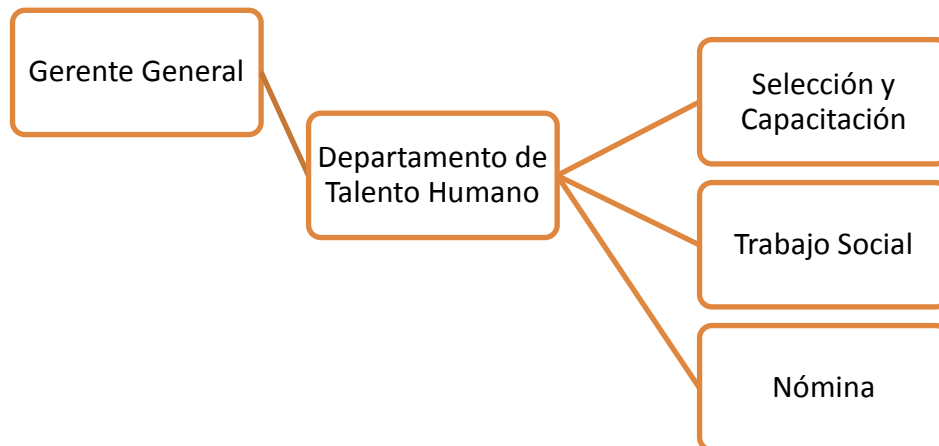 Gerente General
Departamento de
Talento Humano
Selección y
Capacitación
Trabajo Social
Nómina